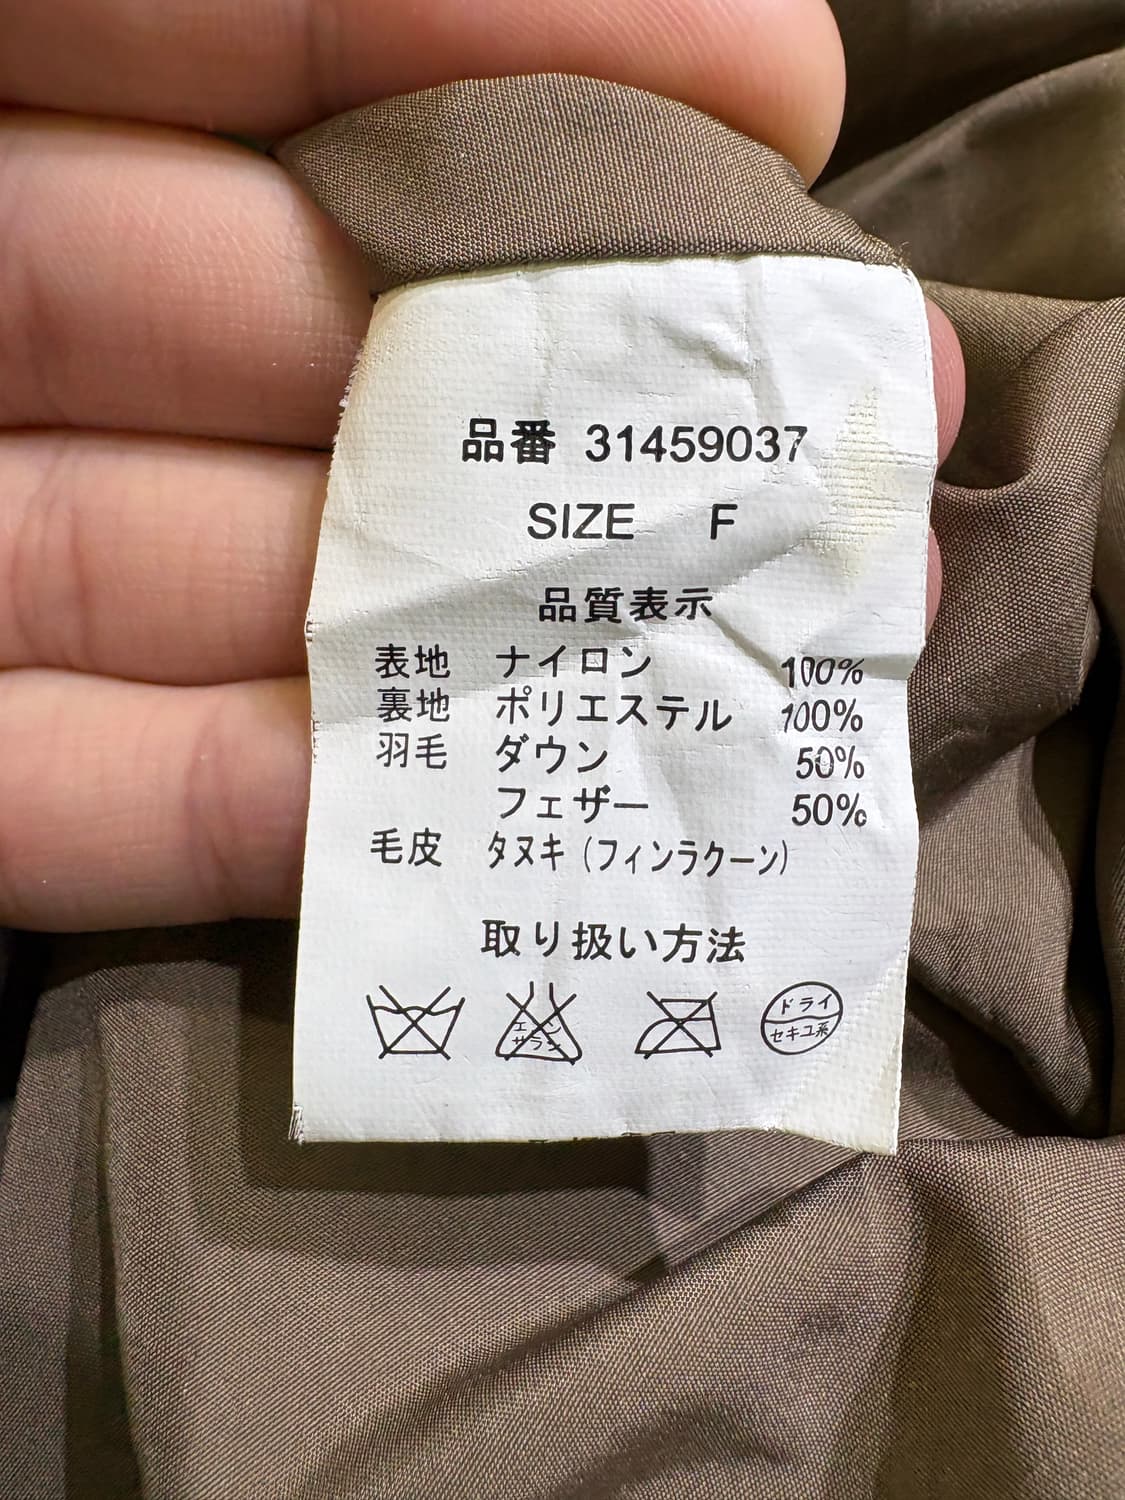 品番 31459037
SIZE F
品質表示
表地 ナイロン 100%
裏地 ポリエステル 100%
羽毛 ダウン 50%
フェザー 50%
毛皮 タヌキ (フィンラクーン)
取り扱い方法
エンソ
サラシ
ドライ
セキユ系